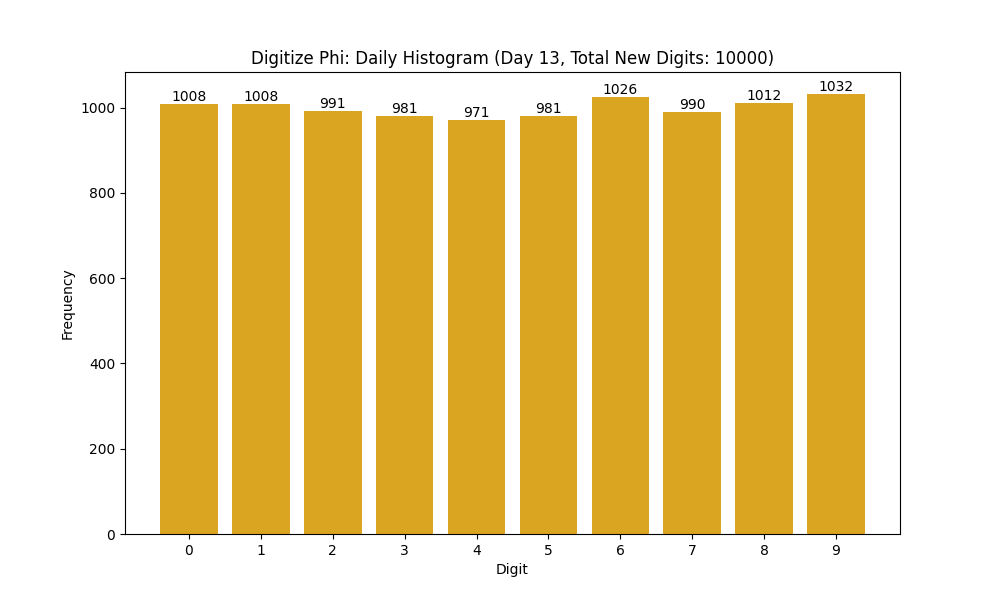 Digitize Phi: Daily Histogram (Day 13, Total New Digits: 10000)
1008 1008 991 981 971 981 1026 990 1012 1032
1000
800
600
400
200
0
Frequency
0 1 2 3 4 5 6 7 8 9
Digit